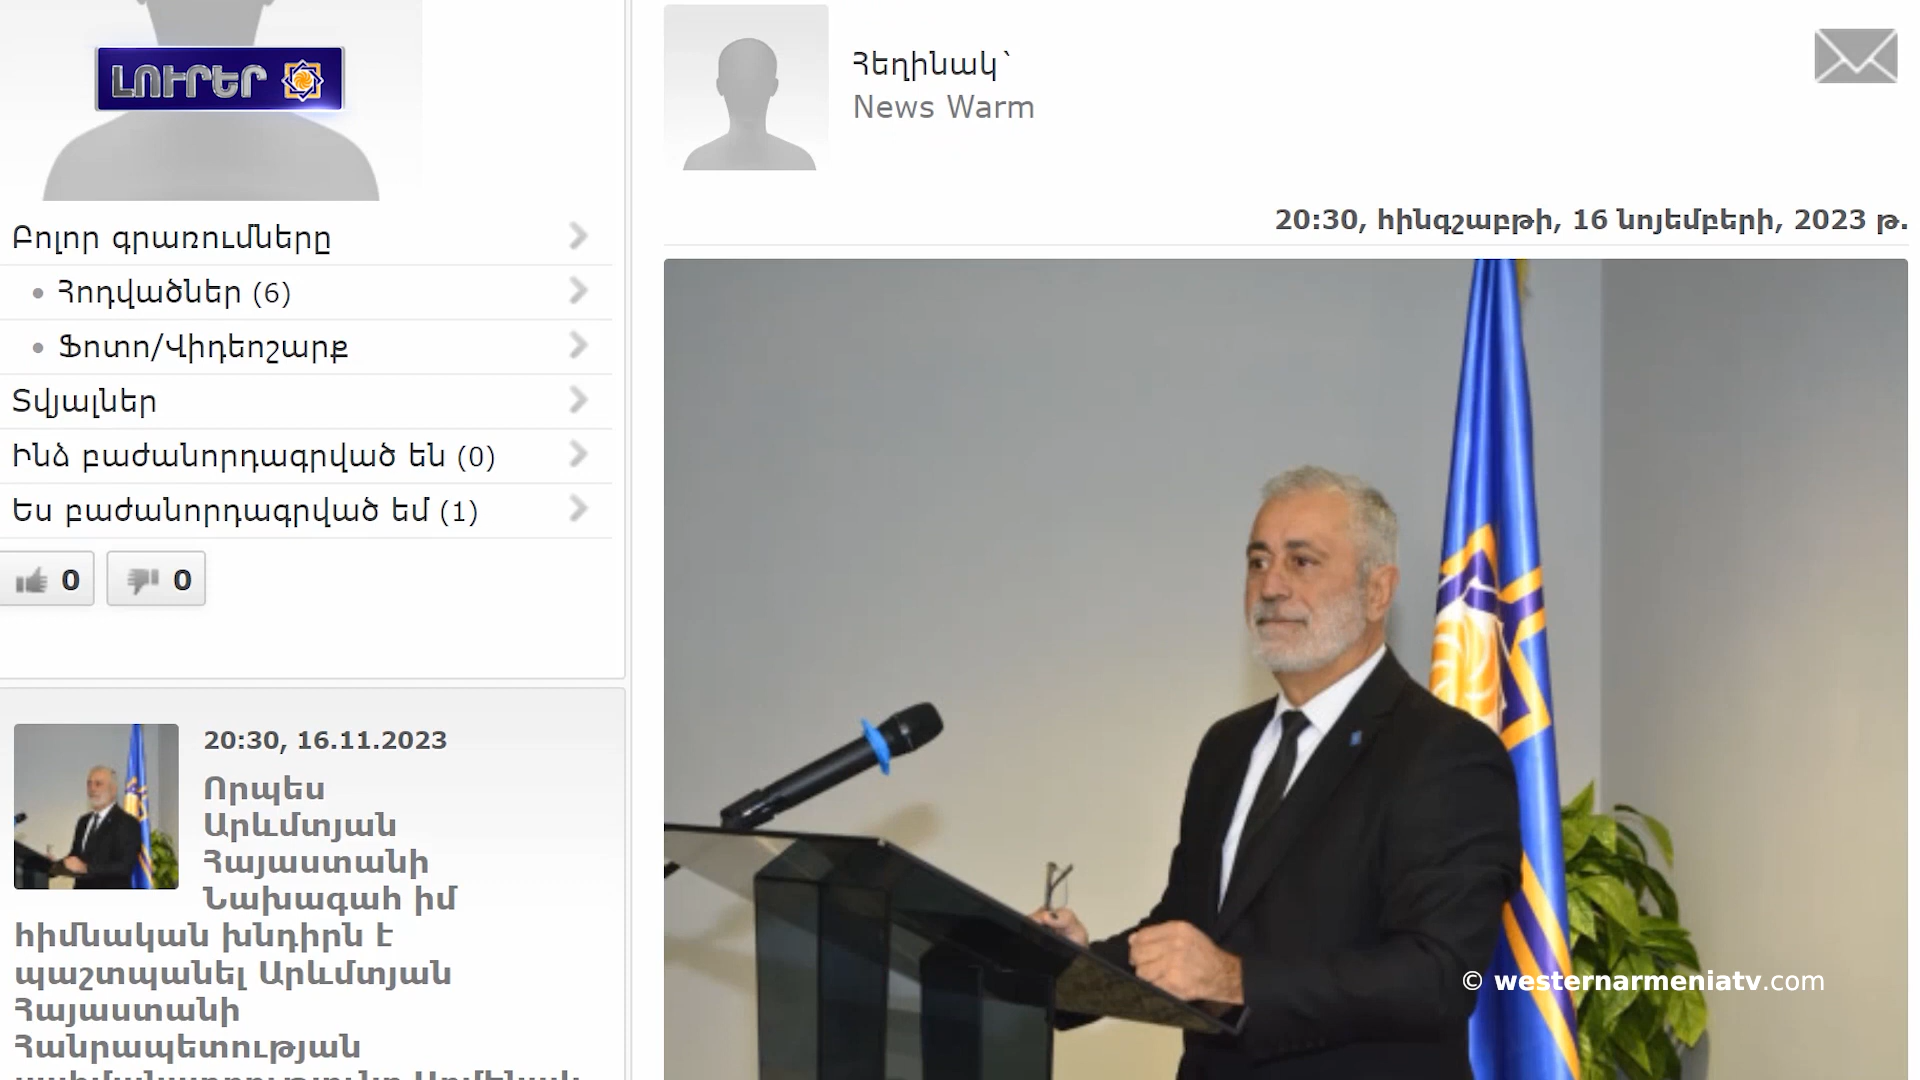 ԼՈՒՐԵՐ
Բոլոր գրառումները
Հոդվածներ (6)
Ֆոտո/Վիդեոշարք
Տվյալներ
Ինձ բաժանորդագրված են (0)
Ես բաժանորդագրված եմ (1)
0 0
20:30, 16.11.2023
Որպես
Արևմտյան
Հայաստանի
Նախագահ իմ
հիմնական խնդիրն է
պաշտպանել Արևմտյան
Հայաստանի
Հանրապետության
Հեղինակ՝
News Warm
20:30, հինգշաբթի, 16 նոյեմբերի, 2023 թ.
© westernarmeniatv.com